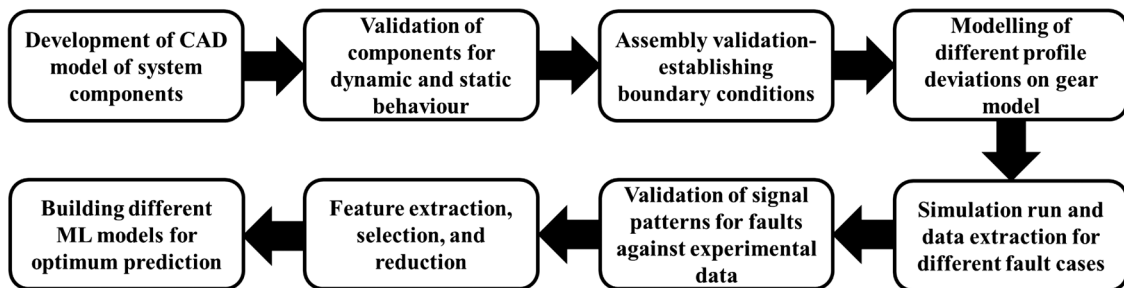 Development of CAD
model of system
components
Validation of
components for
dynamic and static
behaviour
Assembly validation-
establishing
boundary conditions
Modelling of
different profile
deviations on gear
model
Simulation run and
data extraction for
different fault cases
Validation of signal
patterns for faults
against experimental
data
Feature extraction,
selection, and
reduction
Building different
ML models for
optimum prediction